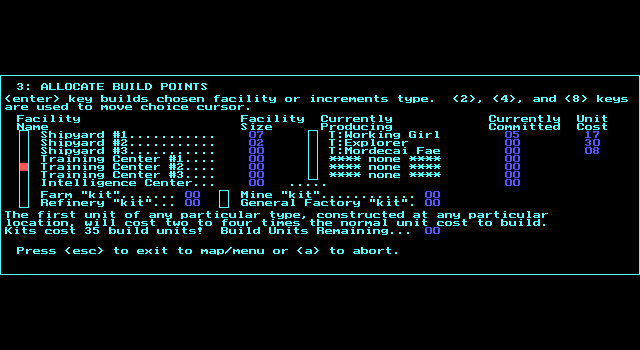 3: ALLOCATE BUILD POINTS
<enter> key builds chosen facility or increments type.  <2>, <4>, and <8> keys
are used to move choice cursor.
Facility Facility Currently Currently Unit
Name Size Producing Committed Cost
Shipyard #1........... 07 T:Working Girl 05 17
Shipyard #2........... 02 T:Explorer 00 30
Shipyard #3........... 00 T:Mordecai Fae 00 08
Training Center #1.... 00 **** none **** 00
Training Center #2.... 00 **** none **** 00
Training Center #3.... 00 **** none **** 00
Intelligence Center... 00 ..... 00
Farm "kit"....... 00 Mine "kit"........... 00
Refinery "kit"... 00 General Factory "kit". 00
The first unit of any particular type, constructed at any particular
location, will cost two to four times the normal unit cost to build.
Kits cost 35 build units!  Build Units Remaining... 00
Press <esc> to exit to map/menu or <a> to abort.